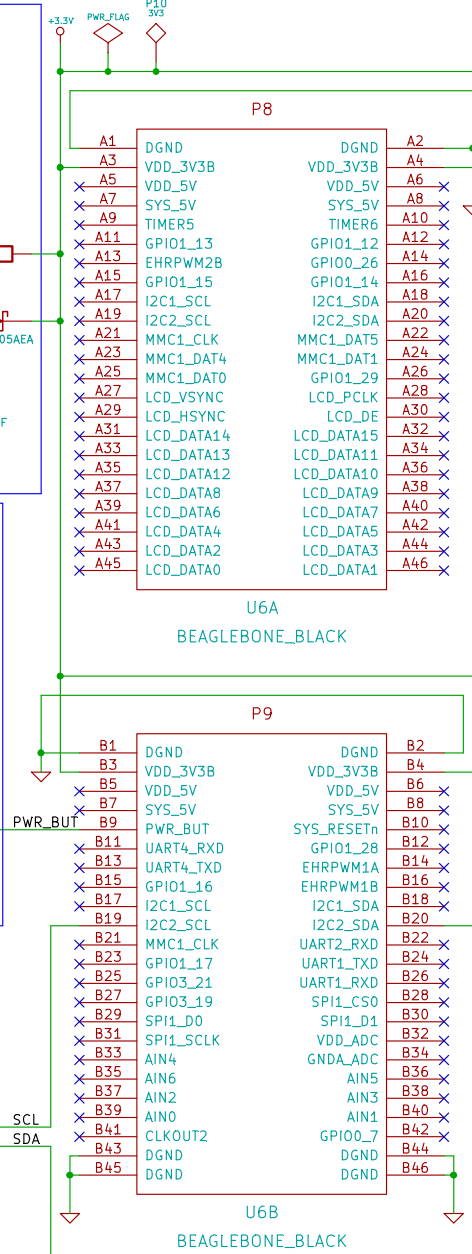 P10
+3.3V PWR_FLAG 3V3
P8
A1 DGND DGND A2
A3 VDD_3V3B VDD_3V3B A4
A5 VDD_5V VDD_5V A6
A7 SYS_5V SYS_5V A8
A9 TIMER5 TIMER6 A10
A11 GPIO1_13 GPIO1_12 A12
A13 EHRPWM2B GPIO0_26 A14
A15 GPIO1_15 GPIO1_14 A16
A17 I2C1_SCL I2C1_SDA A18
A19 I2C2_SCL I2C2_SDA A20
05AEA A21 MMC1_CLK MMC1_DAT5 A22
A23 MMC1_DAT4 MMC1_DAT1 A24
A25 MMC1_DAT0 GPIO1_29 A26
A27 LCD_VSYNC LCD_PCLK A28
F A29 LCD_HSYNC LCD_DE A30
A31 LCD_DATA14 LCD_DATA15 A32
A33 LCD_DATA13 LCD_DATA11 A34
A35 LCD_DATA12 LCD_DATA10 A36
A37 LCD_DATA8 LCD_DATA9 A38
A39 LCD_DATA6 LCD_DATA7 A40
A41 LCD_DATA4 LCD_DATA5 A42
A43 LCD_DATA2 LCD_DATA3 A44
A45 LCD_DATA0 LCD_DATA1 A46
U6A
BEAGLEBONE_BLACK
P9
B1 DGND DGND B2
B3 VDD_3V3B VDD_3V3B B4
B5 VDD_5V VDD_5V B6
B7 SYS_5V SYS_5V B8
PWR_BUT B9 PWR_BUT SYS_RESETn B10
B11 UART4_RXD GPIO1_28 B12
B13 UART4_TXD EHRPWM1A B14
B15 GPIO1_16 EHRPWM1B B16
B17 I2C1_SCL I2C1_SDA B18
B19 I2C2_SCL I2C2_SDA B20
B21 MMC1_CLK UART2_RXD B22
B23 GPIO1_17 UART1_TXD B24
B25 GPIO3_21 UART1_RXD B26
B27 GPIO3_19 SPI1_CS0 B28
B29 SPI1_D0 SPI1_D1 B30
B31 SPI1_SCLK VDD_ADC B32
B33 AIN4 GNDA_ADC B34
B35 AIN6 AIN5 B36
B37 AIN2 AIN3 B38
B39 AIN0 AIN1 B40
SCL B41 CLKOUT2 GPIO0_7 B42
SDA B43 DGND DGND B44
B45 DGND DGND B46
U6B
BEAGLEBONE_BLACK